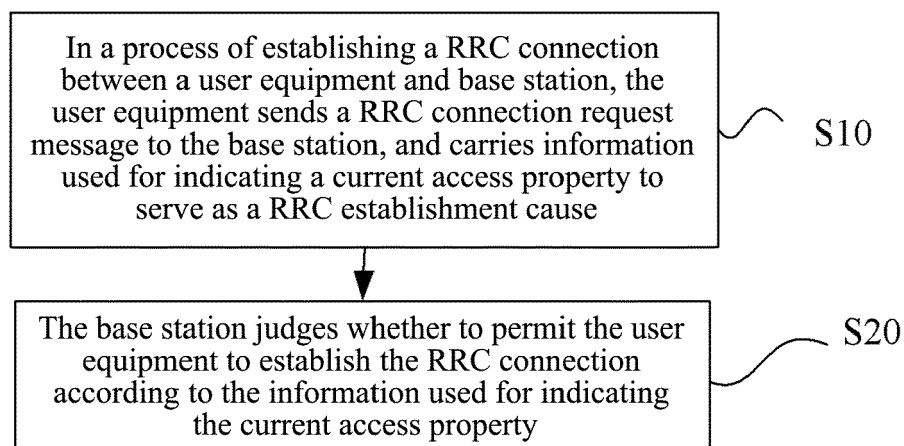 In a process of establishing a RRC connection
between a user equipment and base station, the
user equipment sends a RRC connection request
message to the base station, and carries information
used for indicating a current access property to
serve as a RRC establishment cause
S10
The base station judges whether to permit the user
equipment to establish the RRC connection
according to the information used for indicating
the current access property
S20